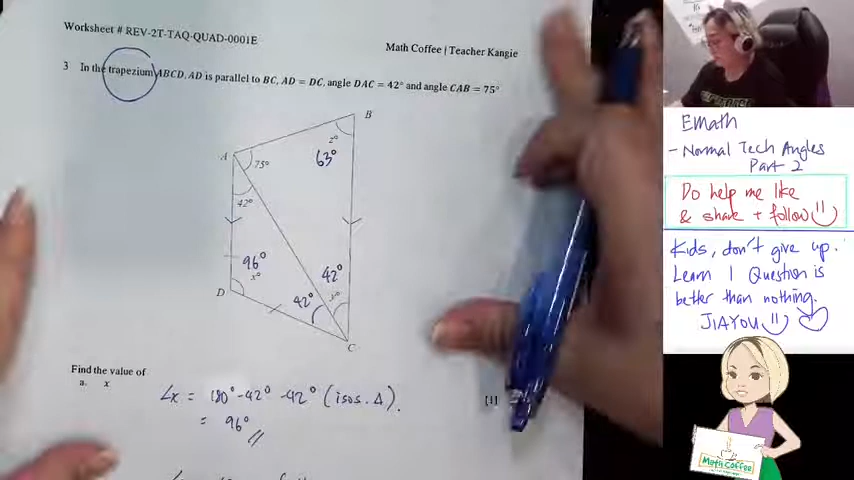 Worksheet # REV-2T-TAQ-QUAD-0001E
Math Coffee | Teacher Kangie
3 In the trapezium ABCD, AD is parallel to BC, AD = DC, angle DAC = 42° and angle CAB = 75°
B
z°
63°
A
75°
42°
96°
x°
42°
y°
42°
D
C
Find the value of
a. x
∠x = 180° - 42° - 42° (isos. Δ).
= 96° //
[1]
Emath
- Normal Tech Angles
Part 2
Do help me like
& share + follow
Kids, don't give up.
Learn 1 Question is
better than nothing.
JIAYOU
Math Coffee